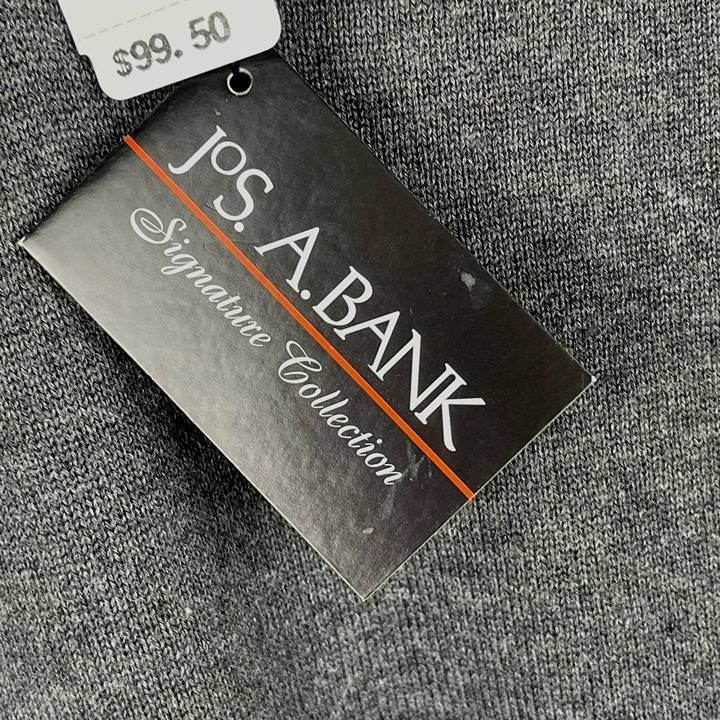 $99.50
JoS. A. BANK
Signature Collection